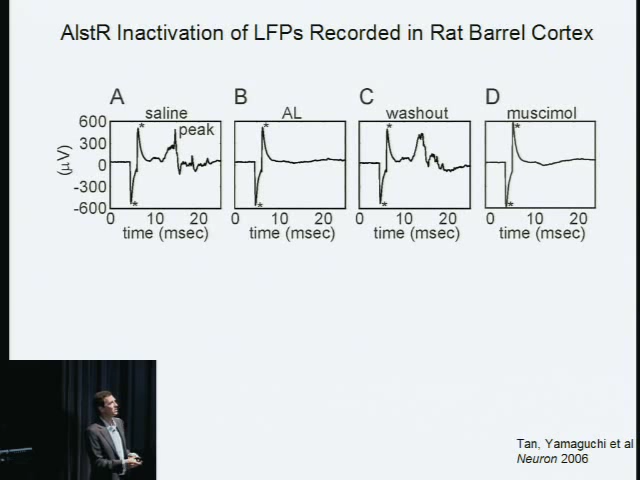 AlstR Inactivation of LFPs Recorded in Rat Barrel Cortex
A B C D
saline AL washout muscimol
600
300
0
-300
-600
(µV)
* peak * * *
* * * *
0 10 20 0 10 20 0 10 20 0 10 20
time (msec) time (msec) time (msec) time (msec)
Tan, Yamaguchi et al
Neuron 2006